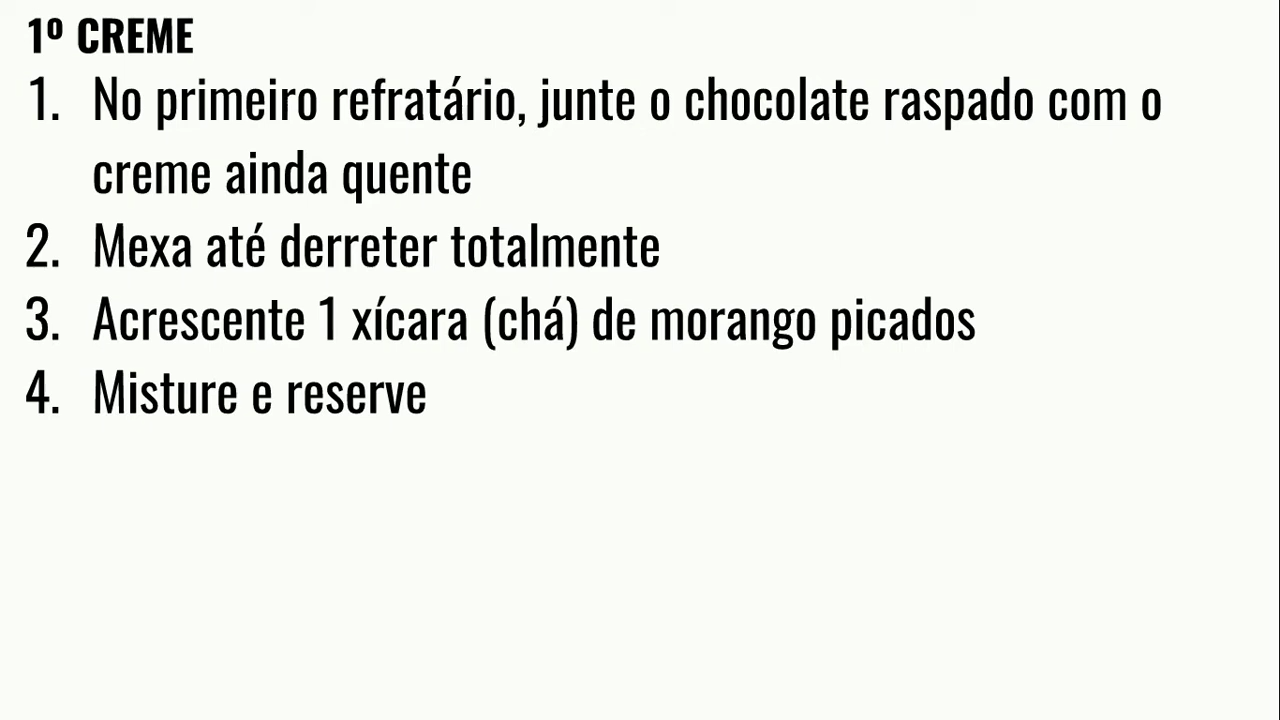 1º CREME
1. No primeiro refratário, junte o chocolate raspado com o
creme ainda quente
2. Mexa até derreter totalmente
3. Acrescente 1 xícara (chá) de morango picados
4. Misture e reserve